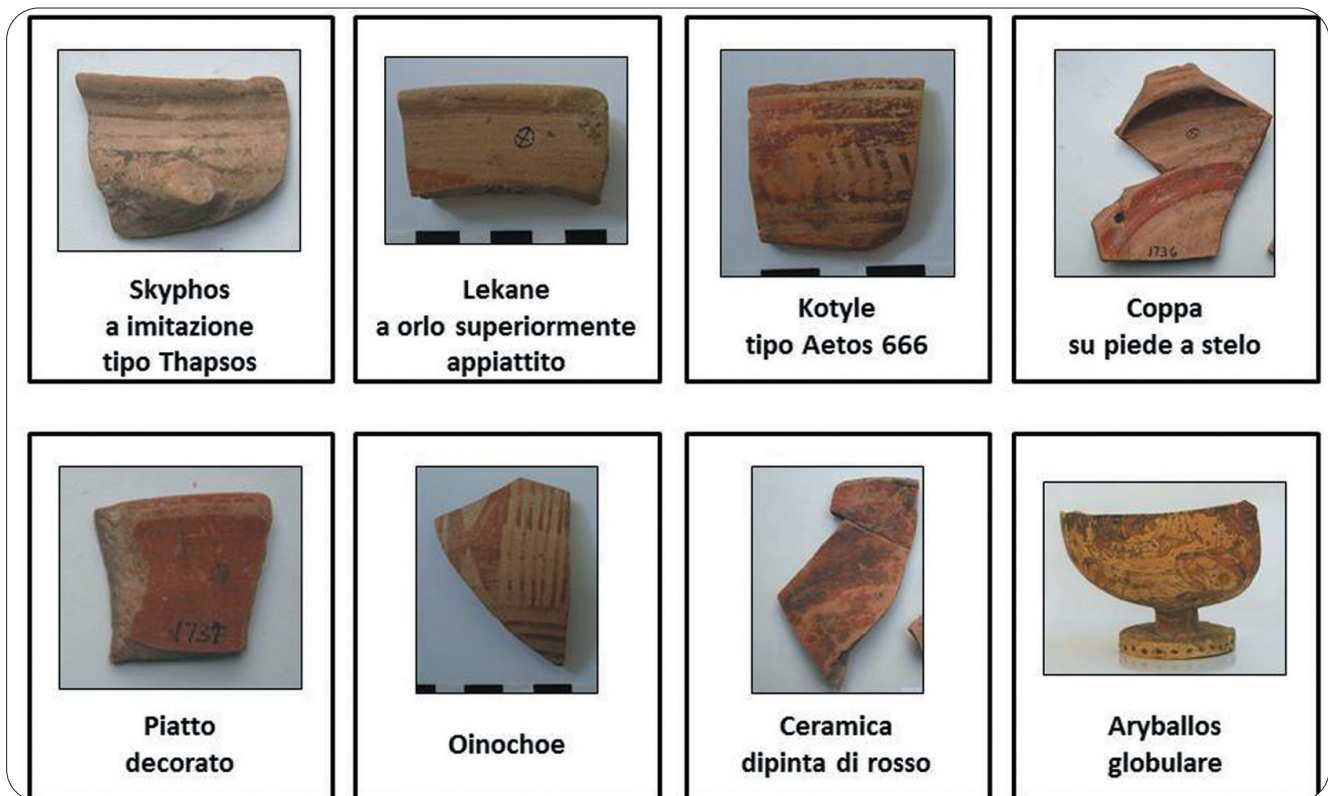 Skyphos
a imitazione
tipo Thapsos
Lekane
a orlo superiormente
appiattito
Kotyle
tipo Aetos 666
1736
Coppa
su piede a stelo
1737
Piatto
decorato
Oinochoe
Ceramica
dipinta di rosso
Aryballos
globulare